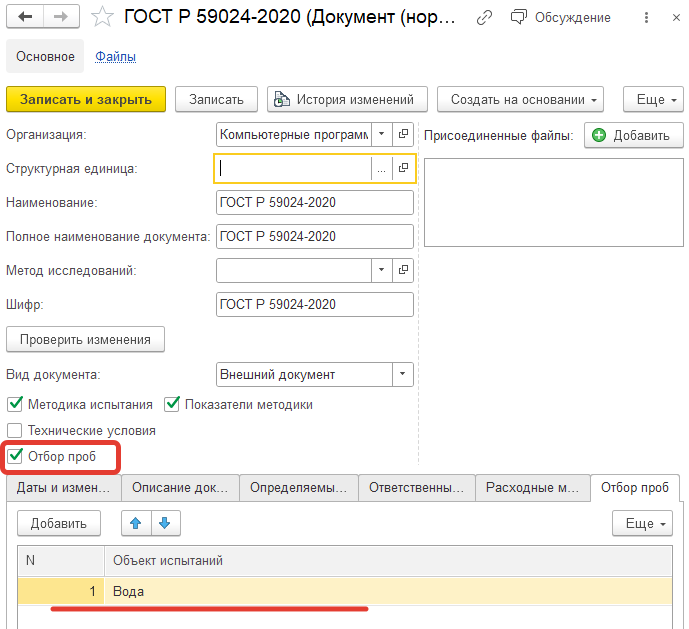 ГОСТ Р 59024-2020 (Документ (нор... Обсуждение
Основное Файлы
Записать и закрыть Записать История изменений Создать на основании Еще
Организация: Компьютерные программ Присоединенные файлы: Добавить
Структурная единица: ...
Наименование: ГОСТ Р 59024-2020
Полное наименование документа: ГОСТ Р 59024-2020
Метод исследований:
Шифр: ГОСТ Р 59024-2020
Проверить изменения
Вид документа: Внешний документ
Методика испытания Показатели методики
Технические условия
Отбор проб
Даты и измен... Описание док... Определяемы... Ответственны... Расходные м... Отбор проб
Добавить Еще
N Объект испытаний
1 Вода